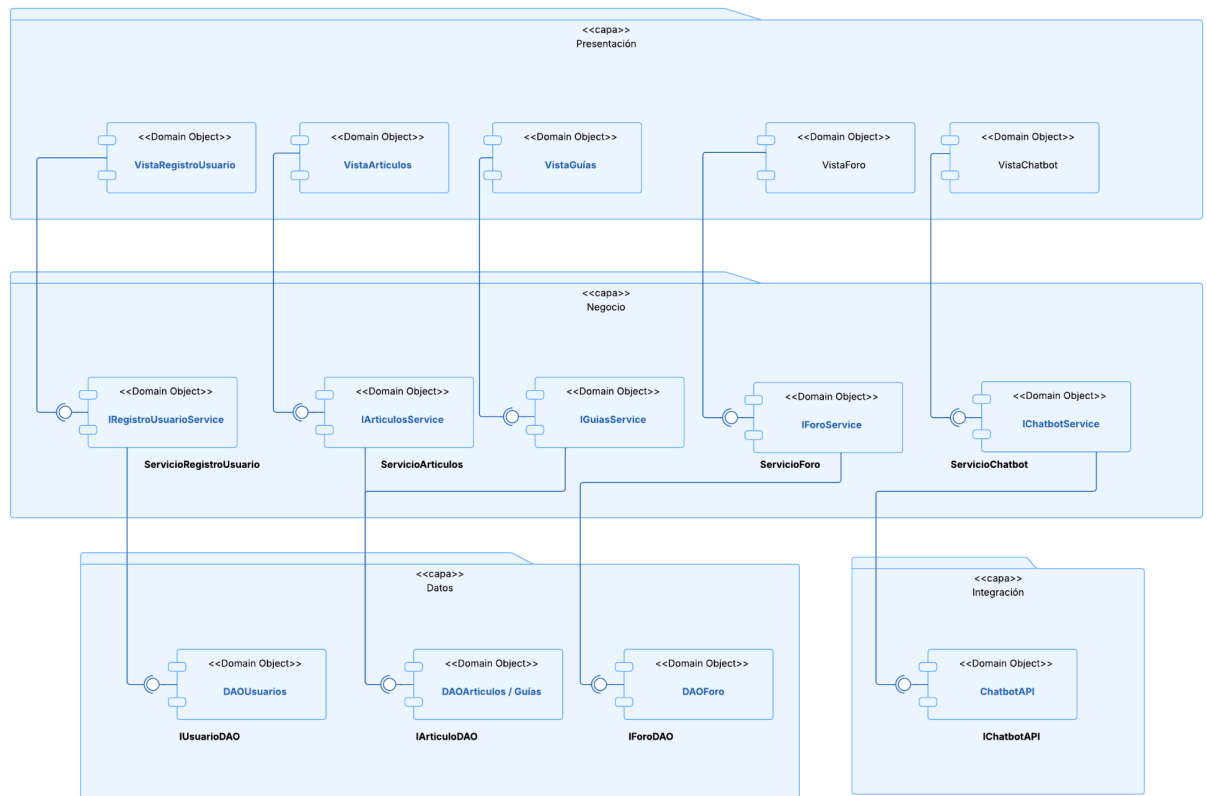 <<capa>>
Presentación
<<Domain Object>>
VistaRegistroUsuario
<<Domain Object>>
VistaArticulos
<<Domain Object>>
VistaGuías
<<Domain Object>>
VistaForo
<<Domain Object>>
VistaChatbot
<<capa>>
Negocio
<<Domain Object>>
IRegistroUsuarioService
ServicioRegistroUsuario
<<Domain Object>>
IArticulosService
ServicioArticulos
<<Domain Object>>
IGuiasService
<<Domain Object>>
IForoService
ServicioForo
<<Domain Object>>
IChatbotService
ServicioChatbot
<<capa>>
Datos
<<Domain Object>>
DAOUsuarios
IUsuarioDAO
<<Domain Object>>
DAOArticulos / Guías
IArticuloDAO
<<Domain Object>>
DAOForo
IForoDAO
<<capa>>
Integración
<<Domain Object>>
ChatbotAPI
IChatbotAPI